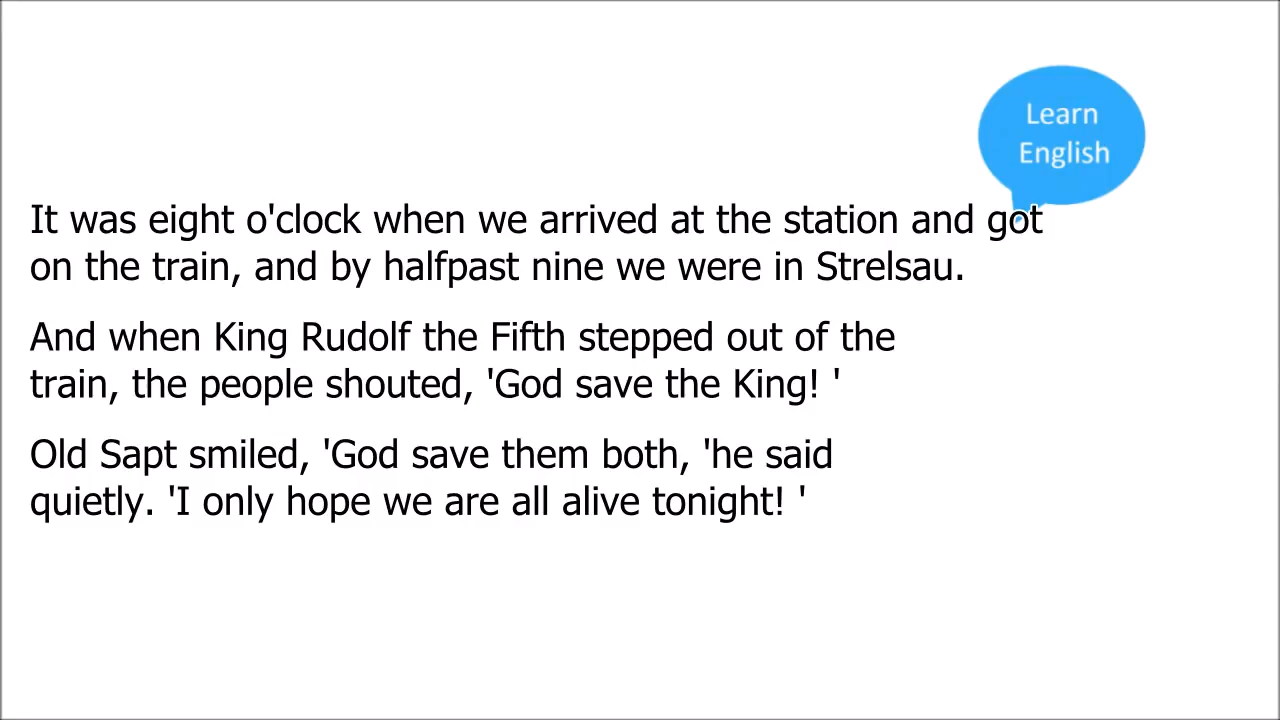 Learn
English
It was eight o'clock when we arrived at the station and got
on the train, and by halfpast nine we were in Strelsau.
And when King Rudolf the Fifth stepped out of the
train, the people shouted, 'God save the King! '
Old Sapt smiled, 'God save them both, 'he said
quietly. 'I only hope we are all alive tonight! '